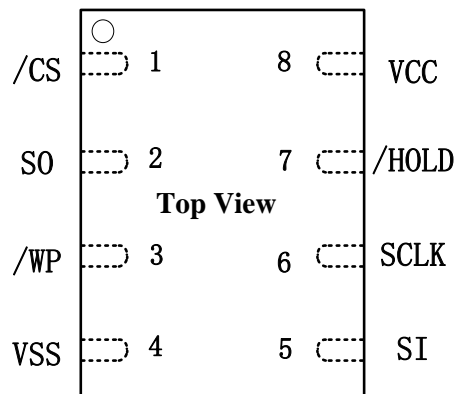 /CS 1 8 VCC
SO 2 7 /HOLD
Top View
/WP 3 6 SCLK
VSS 4 5 SI